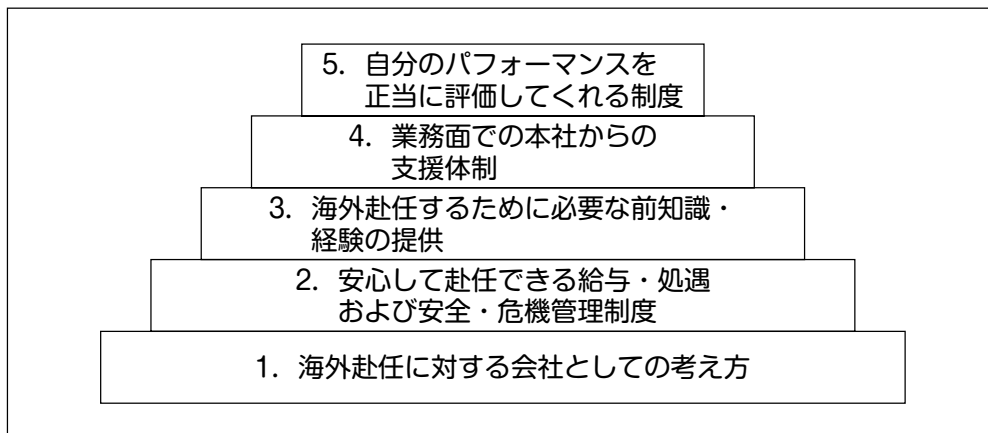 5. 自分のパフォーマンスを
正当に評価してくれる制度
4. 業務面での本社からの
支援体制
3. 海外赴任するために必要な前知識・
経験の提供
2. 安心して赴任できる給与・処遇
および安全・危機管理制度
1. 海外赴任に対する会社としての考え方